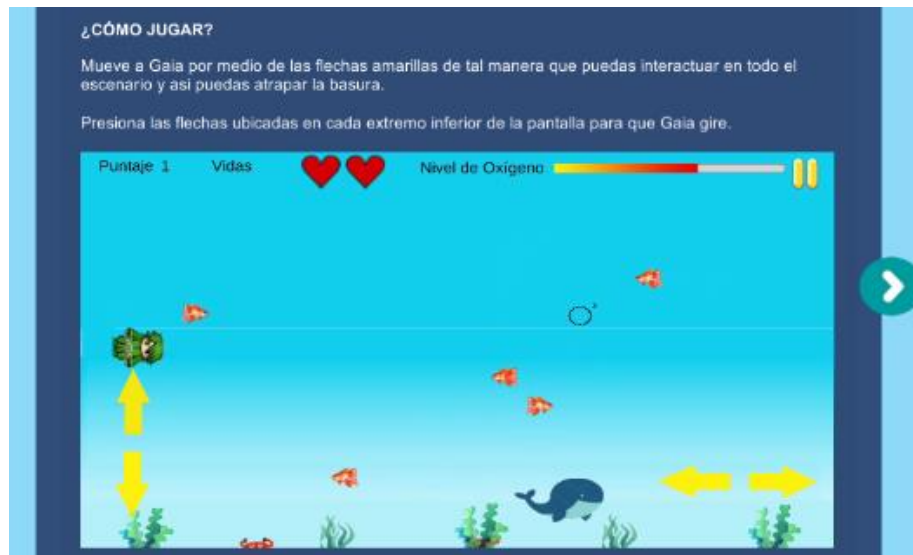 ¿CÓMO JUGAR?
Mueve a Gaia por medio de las flechas amarillas de tal manera que puedas interactuar en todo el
escenario y asi puedas atrapar la basura.
Presiona las flechas ubicadas en cada extremo inferior de la pantalla para que Gaia gire.
Puntaje 1 Vidas Nivel de Oxígeno